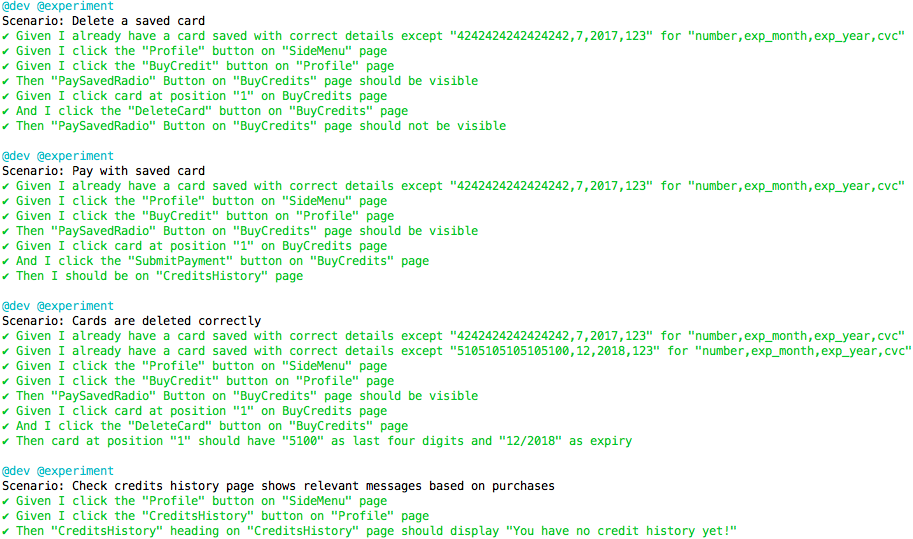 @dev @experiment
Scenario: Delete a saved card
✔ Given I already have a card saved with correct details except "4242424242424242,7,2017,123" for "number,exp_month,exp_year,cvc"
✔ Given I click the "Profile" button on "SideMenu" page
✔ Given I click the "BuyCredit" button on "Profile" page
✔ Then "PaySavedRadio" Button on "BuyCredits" page should be visible
✔ Given I click card at position "1" on BuyCredits page
✔ And I click the "DeleteCard" button on "BuyCredits" page
✔ Then "PaySavedRadio" Button on "BuyCredits" page should not be visible
@dev @experiment
Scenario: Pay with saved card
✔ Given I already have a card saved with correct details except "4242424242424242,7,2017,123" for "number,exp_month,exp_year,cvc"
✔ Given I click the "Profile" button on "SideMenu" page
✔ Given I click the "BuyCredit" button on "Profile" page
✔ Then "PaySavedRadio" Button on "BuyCredits" page should be visible
✔ Given I click card at position "1" on BuyCredits page
✔ And I click the "SubmitPayment" button on "BuyCredits" page
✔ Then I should be on "CreditsHistory" page
@dev @experiment
Scenario: Cards are deleted correctly
✔ Given I already have a card saved with correct details except "4242424242424242,7,2017,123" for "number,exp_month,exp_year,cvc"
✔ Given I already have a card saved with correct details except "5105105105105100,12,2018,123" for "number,exp_month,exp_year,cvc"
✔ Given I click the "Profile" button on "SideMenu" page
✔ Given I click the "BuyCredit" button on "Profile" page
✔ Then "PaySavedRadio" Button on "BuyCredits" page should be visible
✔ Given I click card at position "1" on BuyCredits page
✔ And I click the "DeleteCard" button on "BuyCredits" page
✔ Then card at position "1" should have "5100" as last four digits and "12/2018" as expiry
@dev @experiment
Scenario: Check credits history page shows relevant messages based on purchases
✔ Given I click the "Profile" button on "SideMenu" page
✔ Given I click the "CreditsHistory" button on "Profile" page
✔ Then "CreditsHistory" heading on "CreditsHistory" page should display "You have no credit history yet!"